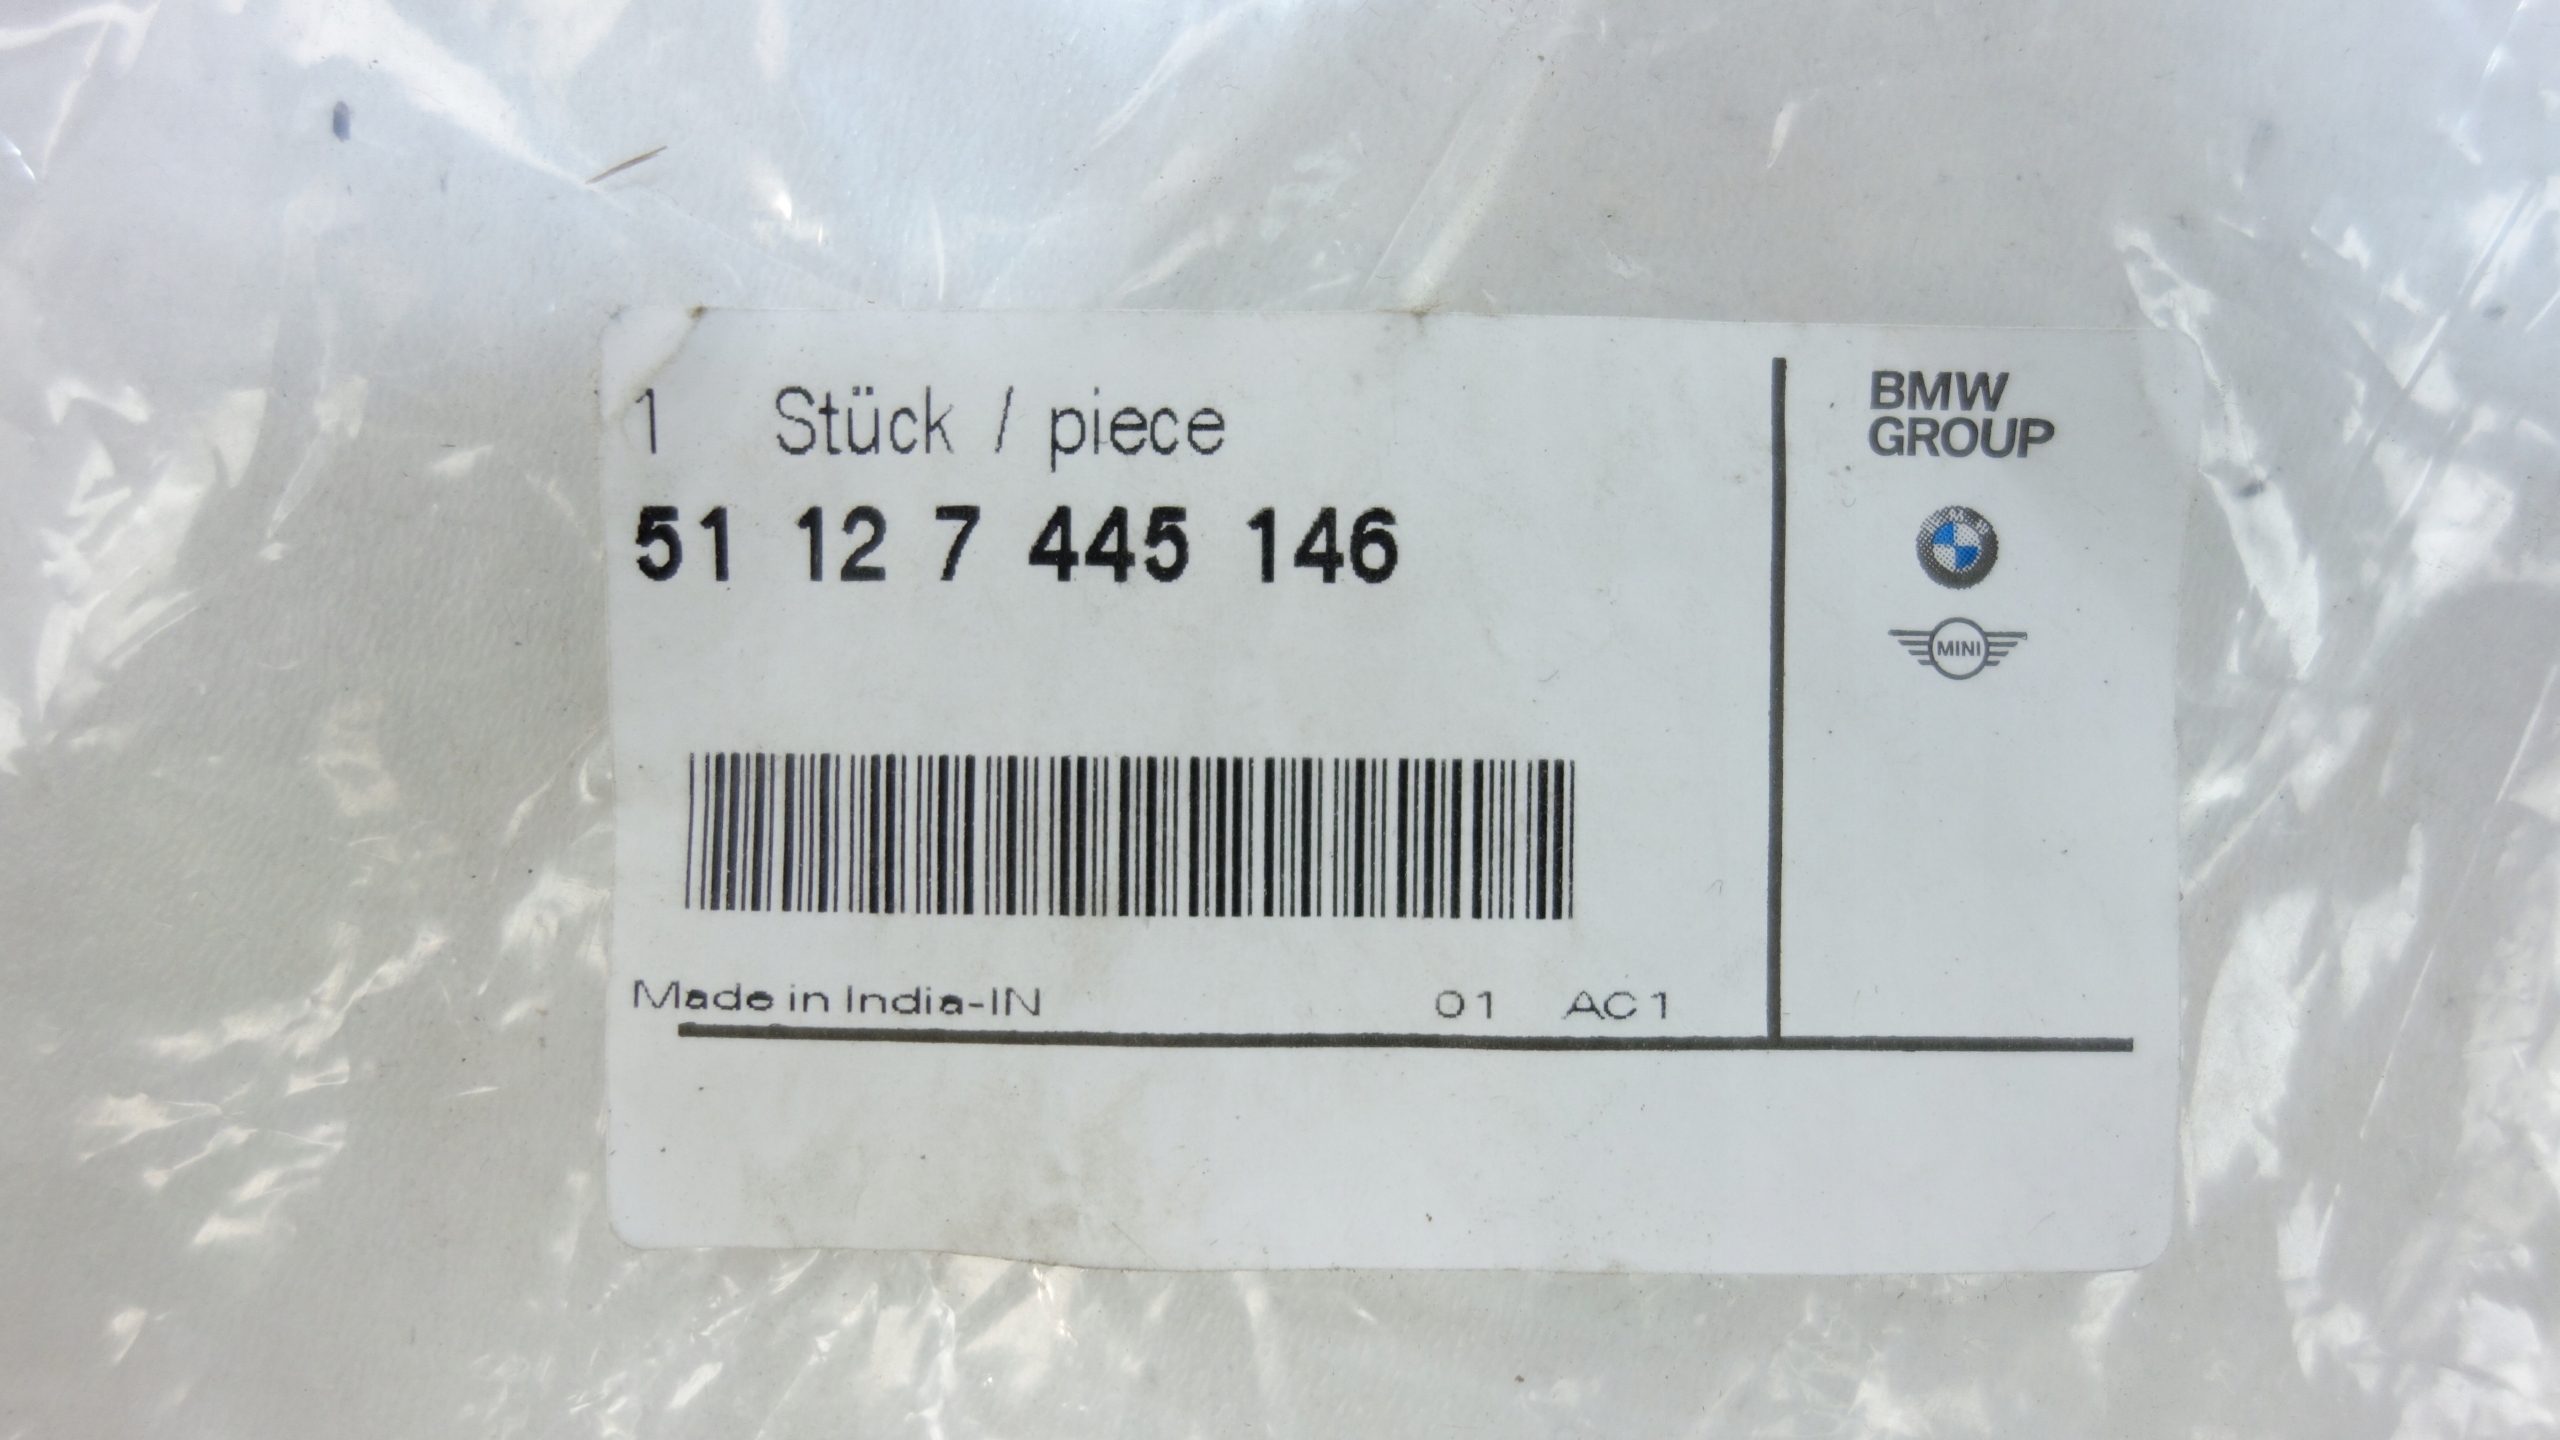 1 Stück / piece
51 12 7 445 146
Made in India-IN 01 AC1
BMW
GROUP
MINI